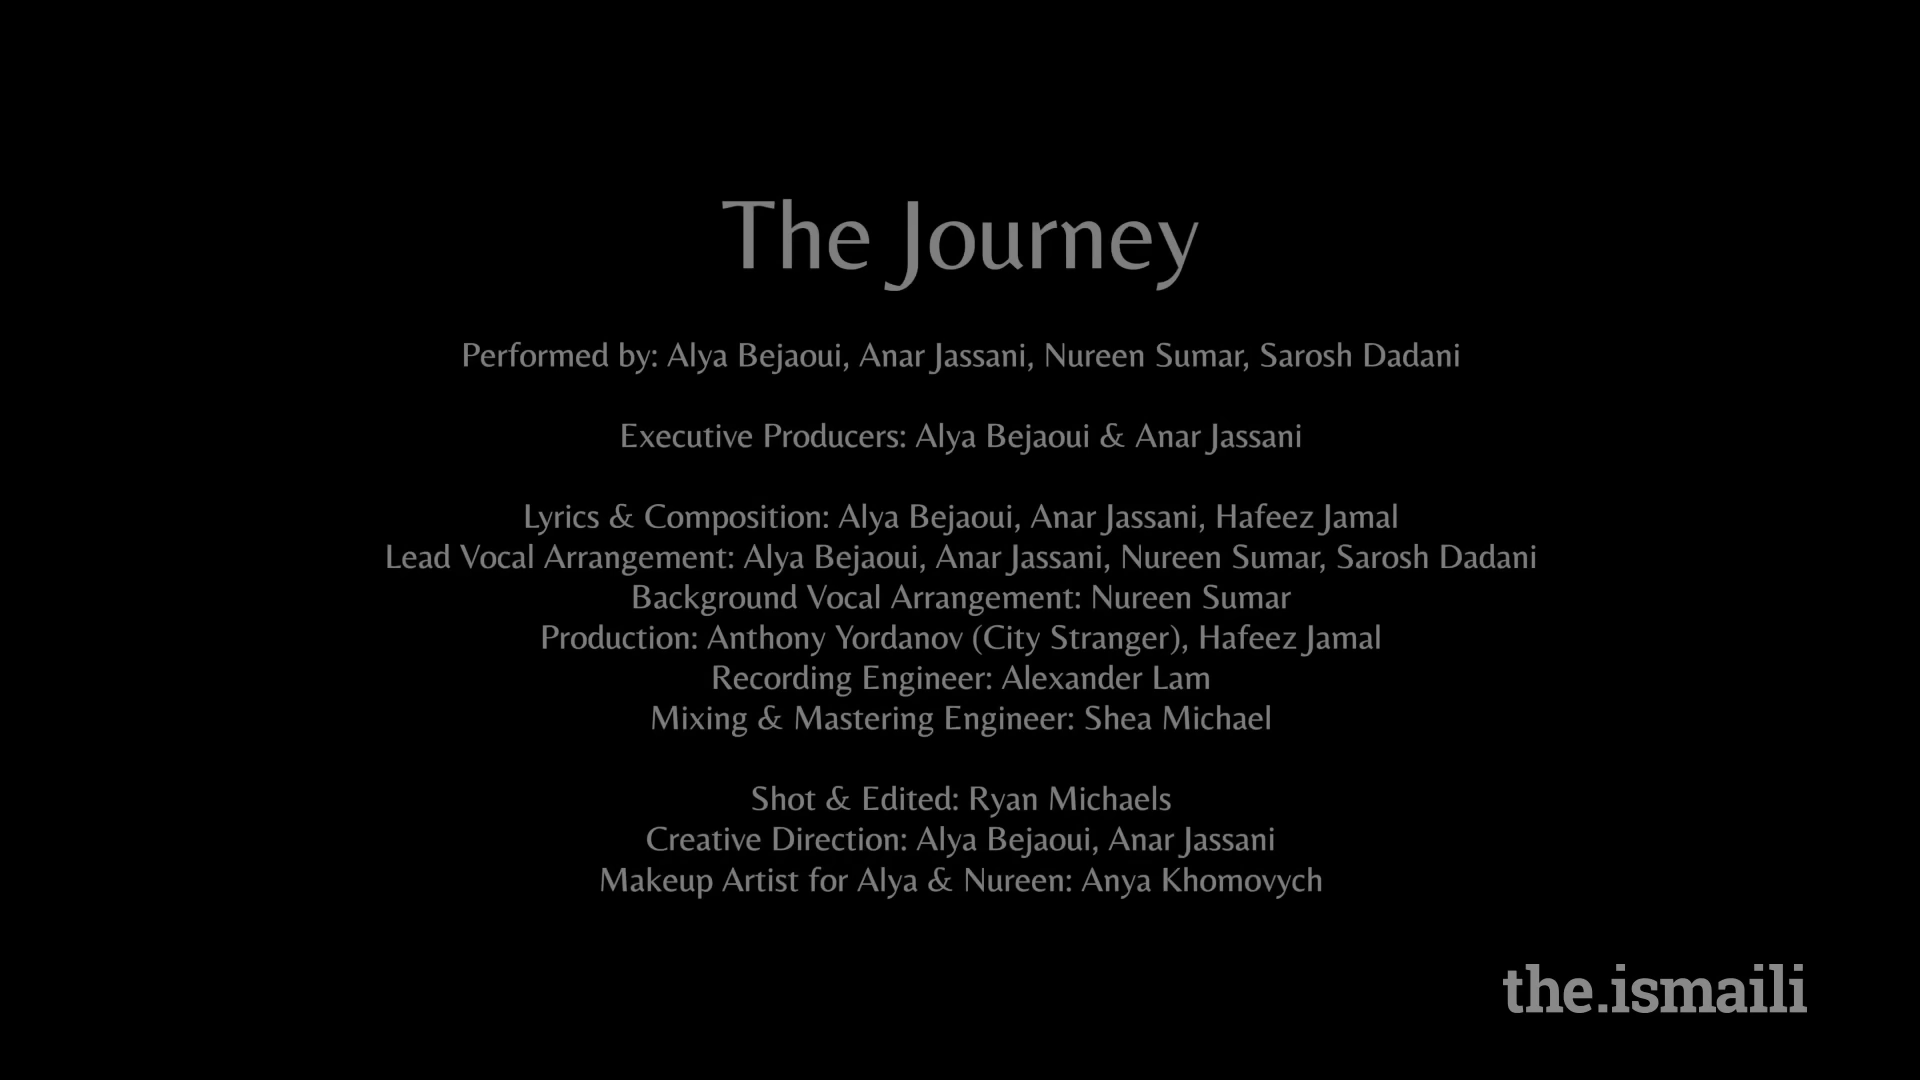 The Journey
Performed by: Alya Bejaoui, Anar Jassani, Nureen Sumar, Sarosh Dadani
Executive Producers: Alya Bejaoui & Anar Jassani
Lyrics & Composition: Alya Bejaoui, Anar Jassani, Hafeez Jamal
Lead Vocal Arrangement: Alya Bejaoui, Anar Jassani, Nureen Sumar, Sarosh Dadani
Background Vocal Arrangement: Nureen Sumar
Production: Anthony Yordanov (City Stranger), Hafeez Jamal
Recording Engineer: Alexander Lam
Mixing & Mastering Engineer: Shea Michael
Shot & Edited: Ryan Michaels
Creative Direction: Alya Bejaoui, Anar Jassani
Makeup Artist for Alya & Nureen: Anya Khomovych
the.ismaili